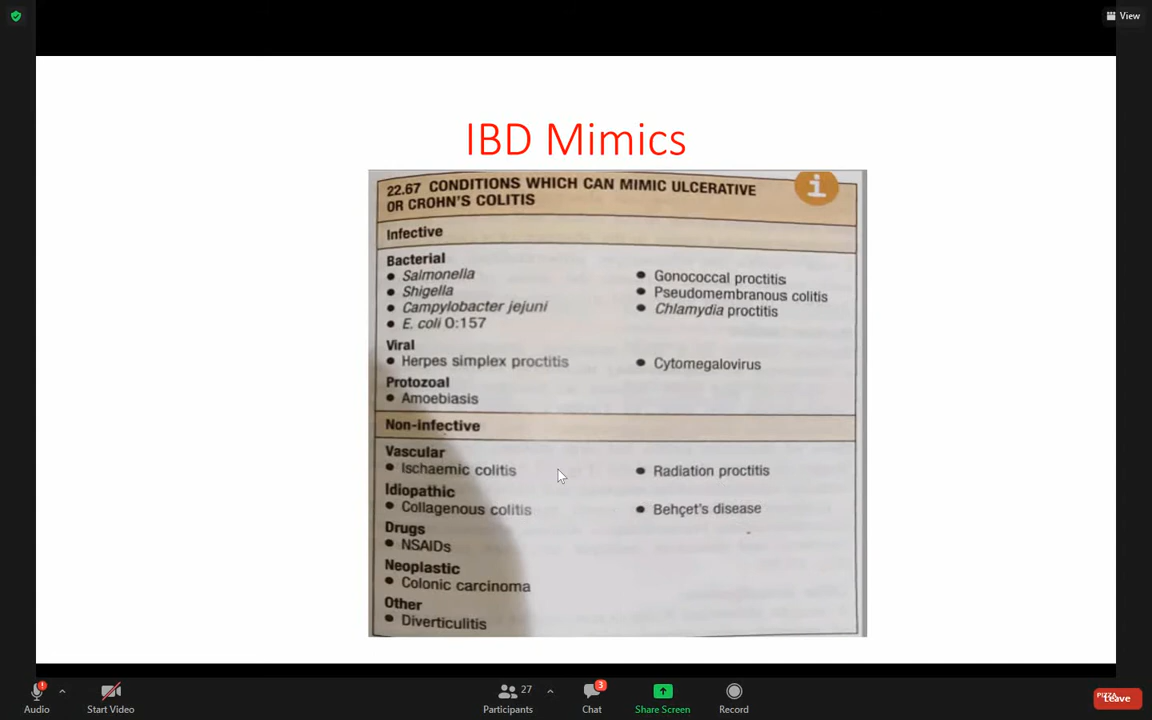 View
IBD Mimics
22.67 CONDITIONS WHICH CAN MIMIC ULCERATIVE
OR CROHN'S COLITIS
i
Infective
Bacterial
• Salmonella
• Shigella
• Campylobacter jejuni
• E. coli O:157
• Gonococcal proctitis
• Pseudomembranous colitis
• Chlamydia proctitis
Viral
• Herpes simplex proctitis
• Cytomegalovirus
Protozoal
• Amoebiasis
Non-infective
Vascular
• Ischaemic colitis
• Radiation proctitis
Idiopathic
• Collagenous colitis
• Behçet's disease
Drugs
• NSAIDs
Neoplastic
• Colonic carcinoma
Other
• Diverticulitis
Audio
Start Video
27
Participants
3
Chat
Share Screen
Record
PIZZA
Leave